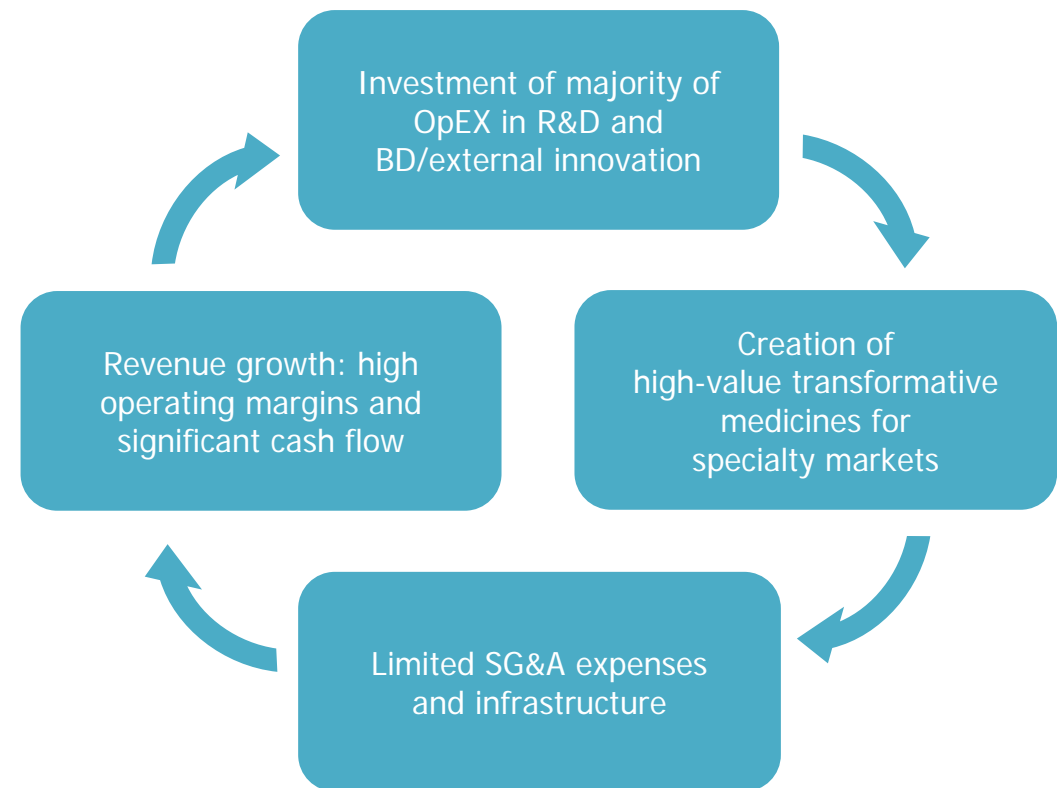 Investment of majority of
OpEX in R&D and
BD/external innovation
Creation of
high-value transformative
medicines for
specialty markets
Limited SG&A expenses
and infrastructure
Revenue growth: high
operating margins and
significant cash flow